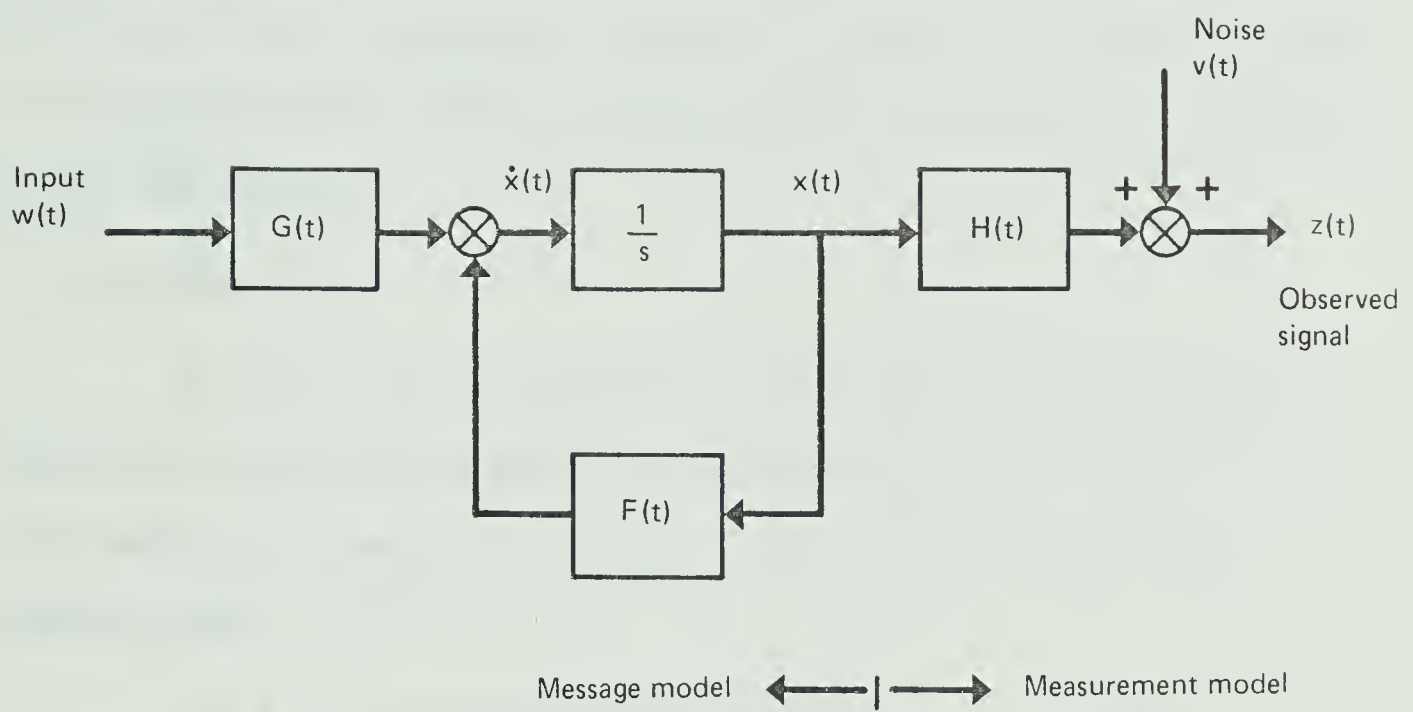 Noise
v(t)
Input
w(t)
G(t)
ẋ(t)
1
s
x(t)
H(t)
+ +
z(t)
Observed
signal
F(t)
Message model
Measurement model